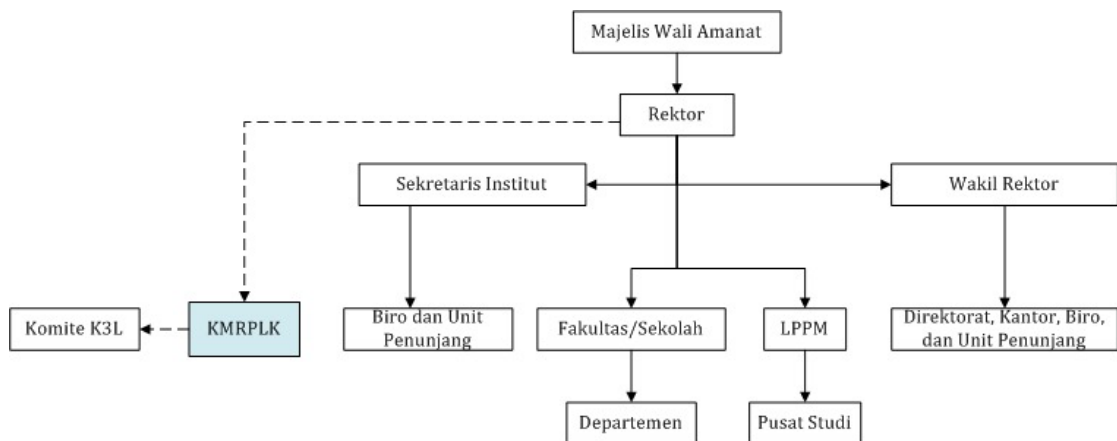 Majelis Wali Amanat
Rektor
Sekretaris Institut
Wakil Rektor
Komite K3L
KMRPLK
Biro dan Unit
Penunjang
Fakultas/Sekolah
LPPM
Direktorat, Kantor, Biro,
dan Unit Penunjang
Departemen
Pusat Studi